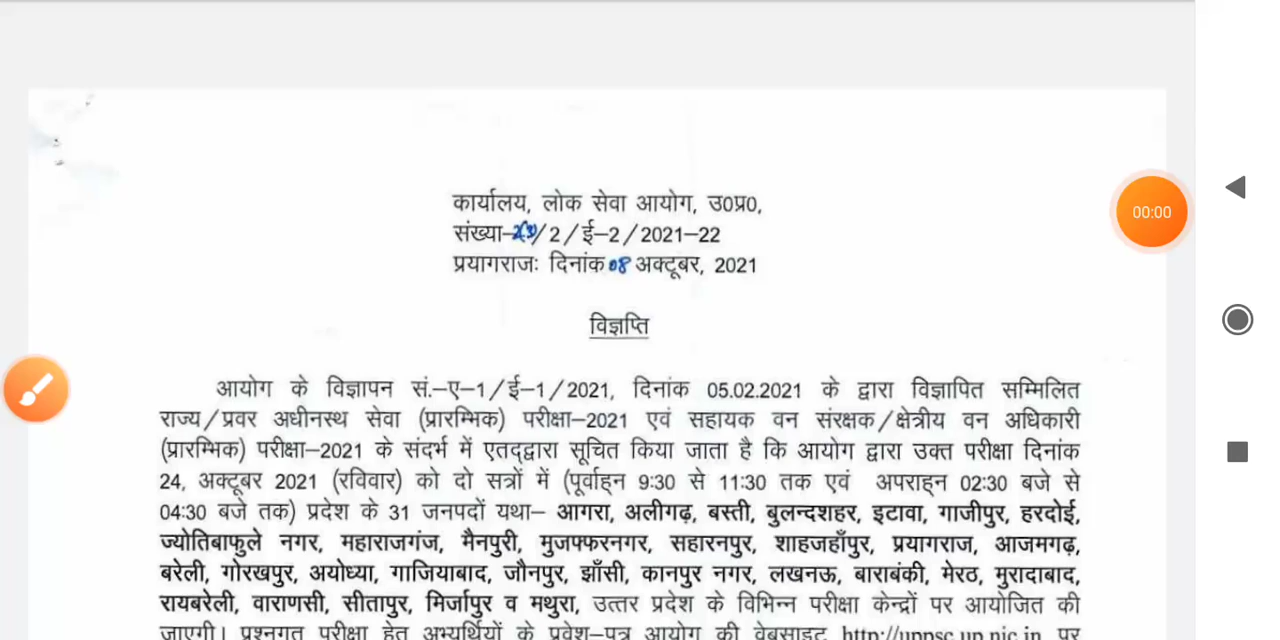 कार्यालय, लोक सेवा आयोग, उ0प्र0,
संख्या- /2/ई-2/2021-22
प्रयागराजः दिनांक 08 अक्टूबर, 2021
विज्ञप्ति
आयोग के विज्ञापन सं.-ए-1/ई-1/2021, दिनांक 05.02.2021 के द्वारा विज्ञापित सम्मिलित
राज्य/प्रवर अधीनस्थ सेवा (प्रारम्भिक) परीक्षा-2021 एवं सहायक वन संरक्षक/क्षेत्रीय वन अधिकारी
(प्रारम्भिक) परीक्षा-2021 के संदर्भ में एतद्द्वारा सूचित किया जाता है कि आयोग द्वारा उक्त परीक्षा दिनांक
24, अक्टूबर 2021 (रविवार) को दो सत्रों में (पूर्वाह्न 9:30 से 11:30 तक एवं अपराह्न 02:30 बजे से
04:30 बजे तक) प्रदेश के 31 जनपदों यथा- आगरा, अलीगढ़, बस्ती, बुलन्दशहर, इटावा, गाजीपुर, हरदोई,
ज्योतिबाफुले नगर, महाराजगंज, मैनपुरी, मुजफ्फरनगर, सहारनपुर, शाहजहाँपुर, प्रयागराज, आजमगढ़,
बरेली, गोरखपुर, अयोध्या, गाजियाबाद, जौनपुर, झाँसी, कानपुर नगर, लखनऊ, बाराबंकी, मेरठ, मुरादाबाद,
रायबरेली, वाराणसी, सीतापुर, मिर्जापुर व मथुरा, उत्तर प्रदेश के विभिन्न परीक्षा केन्द्रों पर आयोजित की
जाएगी। प्रश्नगत परीक्षा हेतु अभ्यर्थियों के प्रवेश-पत्र आयोग की वेबसाइट http://uppsc.up.nic.in पर
00:00